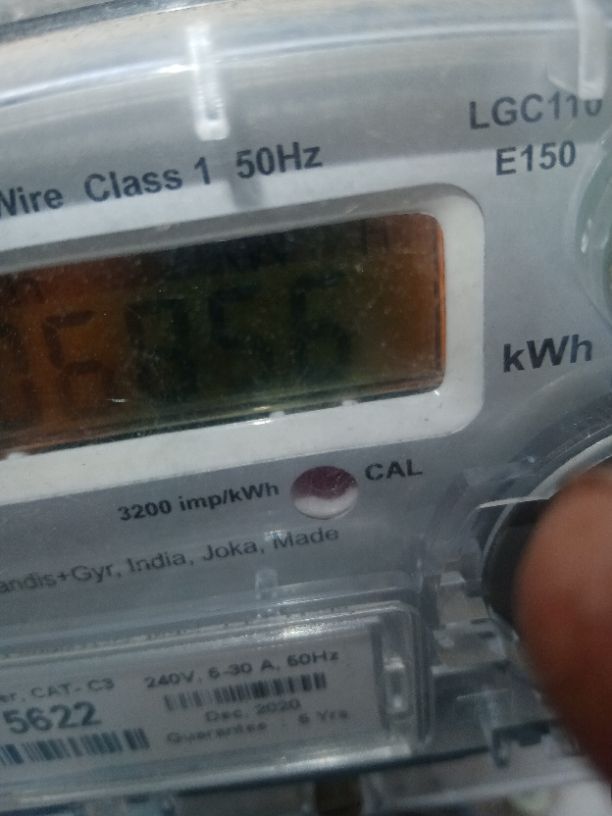 LGC110
E150
Wire Class 1 50Hz
kWh
CAL
3200 imp/kWh
andis+Gyr, India, Joka, Made
er, CAT- C3
240V, 5-30 A, 50Hz
5622
Dec, 2020
Guarantee : 5 Yrs